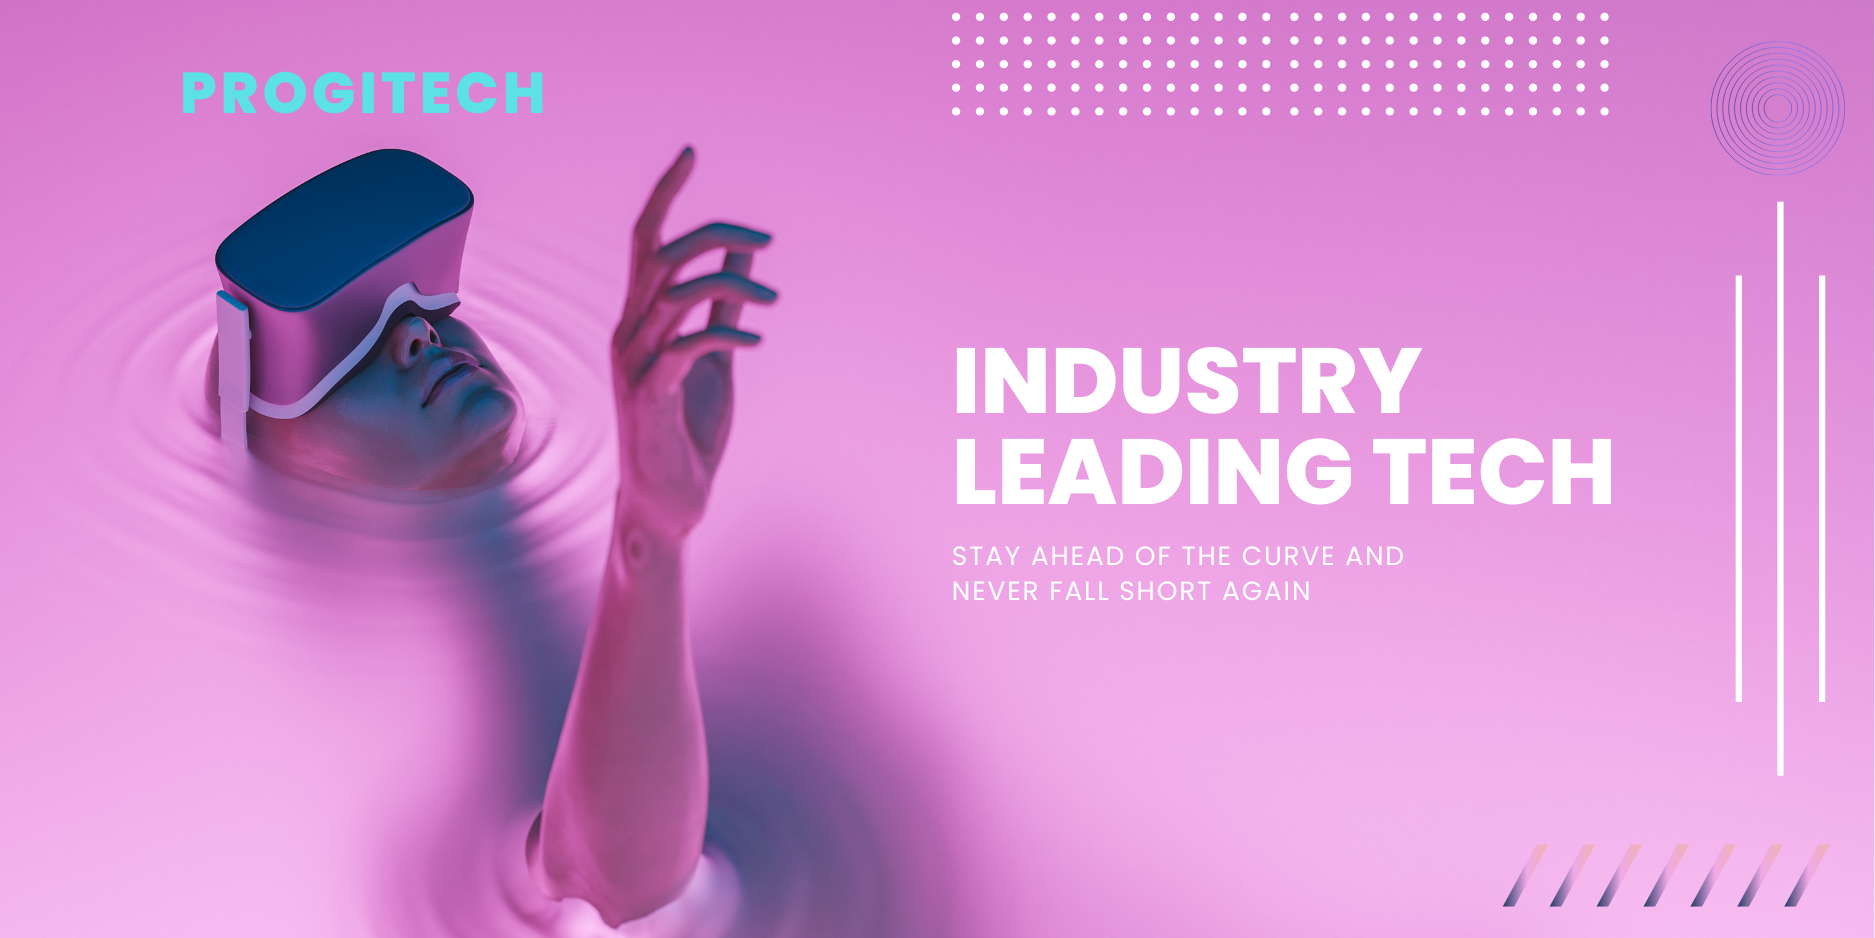 PROGITECH
INDUSTRY
LEADING TECH
STAY AHEAD OF THE CURVE AND
NEVER FALL SHORT AGAIN